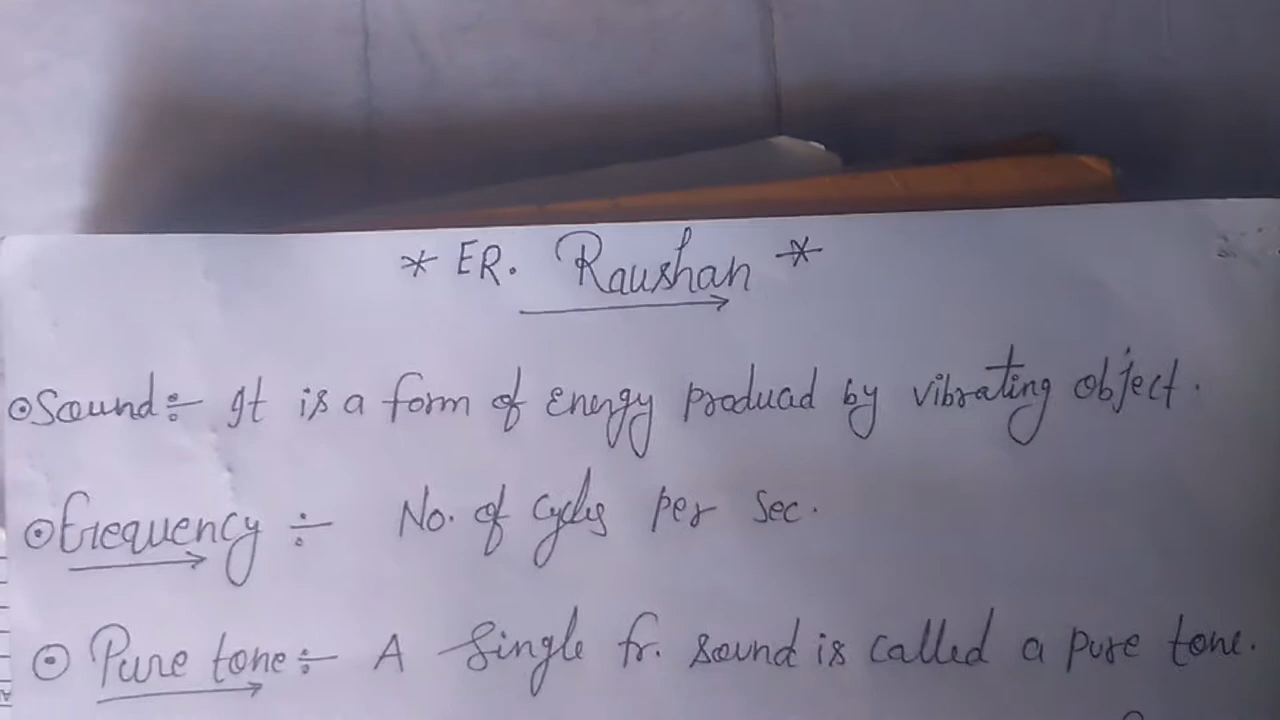 * ER. Raushan *
Sound:- It is a form of Energy produced by vibrating object.
Frequency :- No. of cycles per Sec.
Pure tone:- A Single fr. sound is called a pure tone.